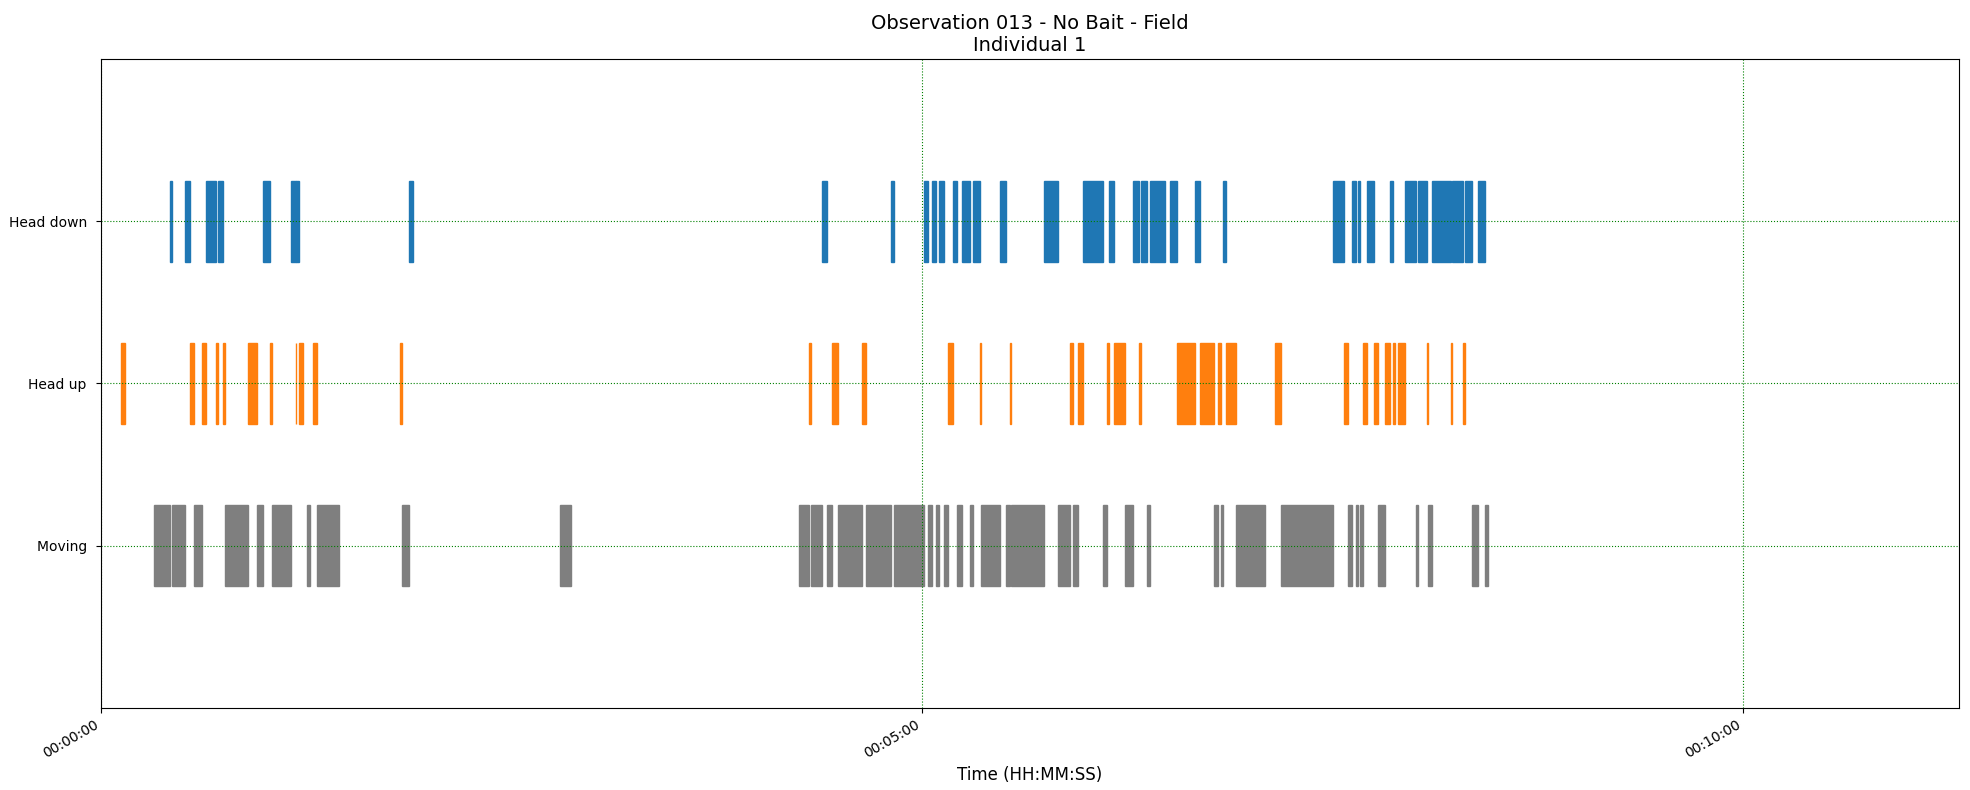 Observation 013 - No Bait - Field
Individual 1
Head down
Head up
Moving
00:00:00
00:05:00
00:10:00
Time (HH:MM:SS)